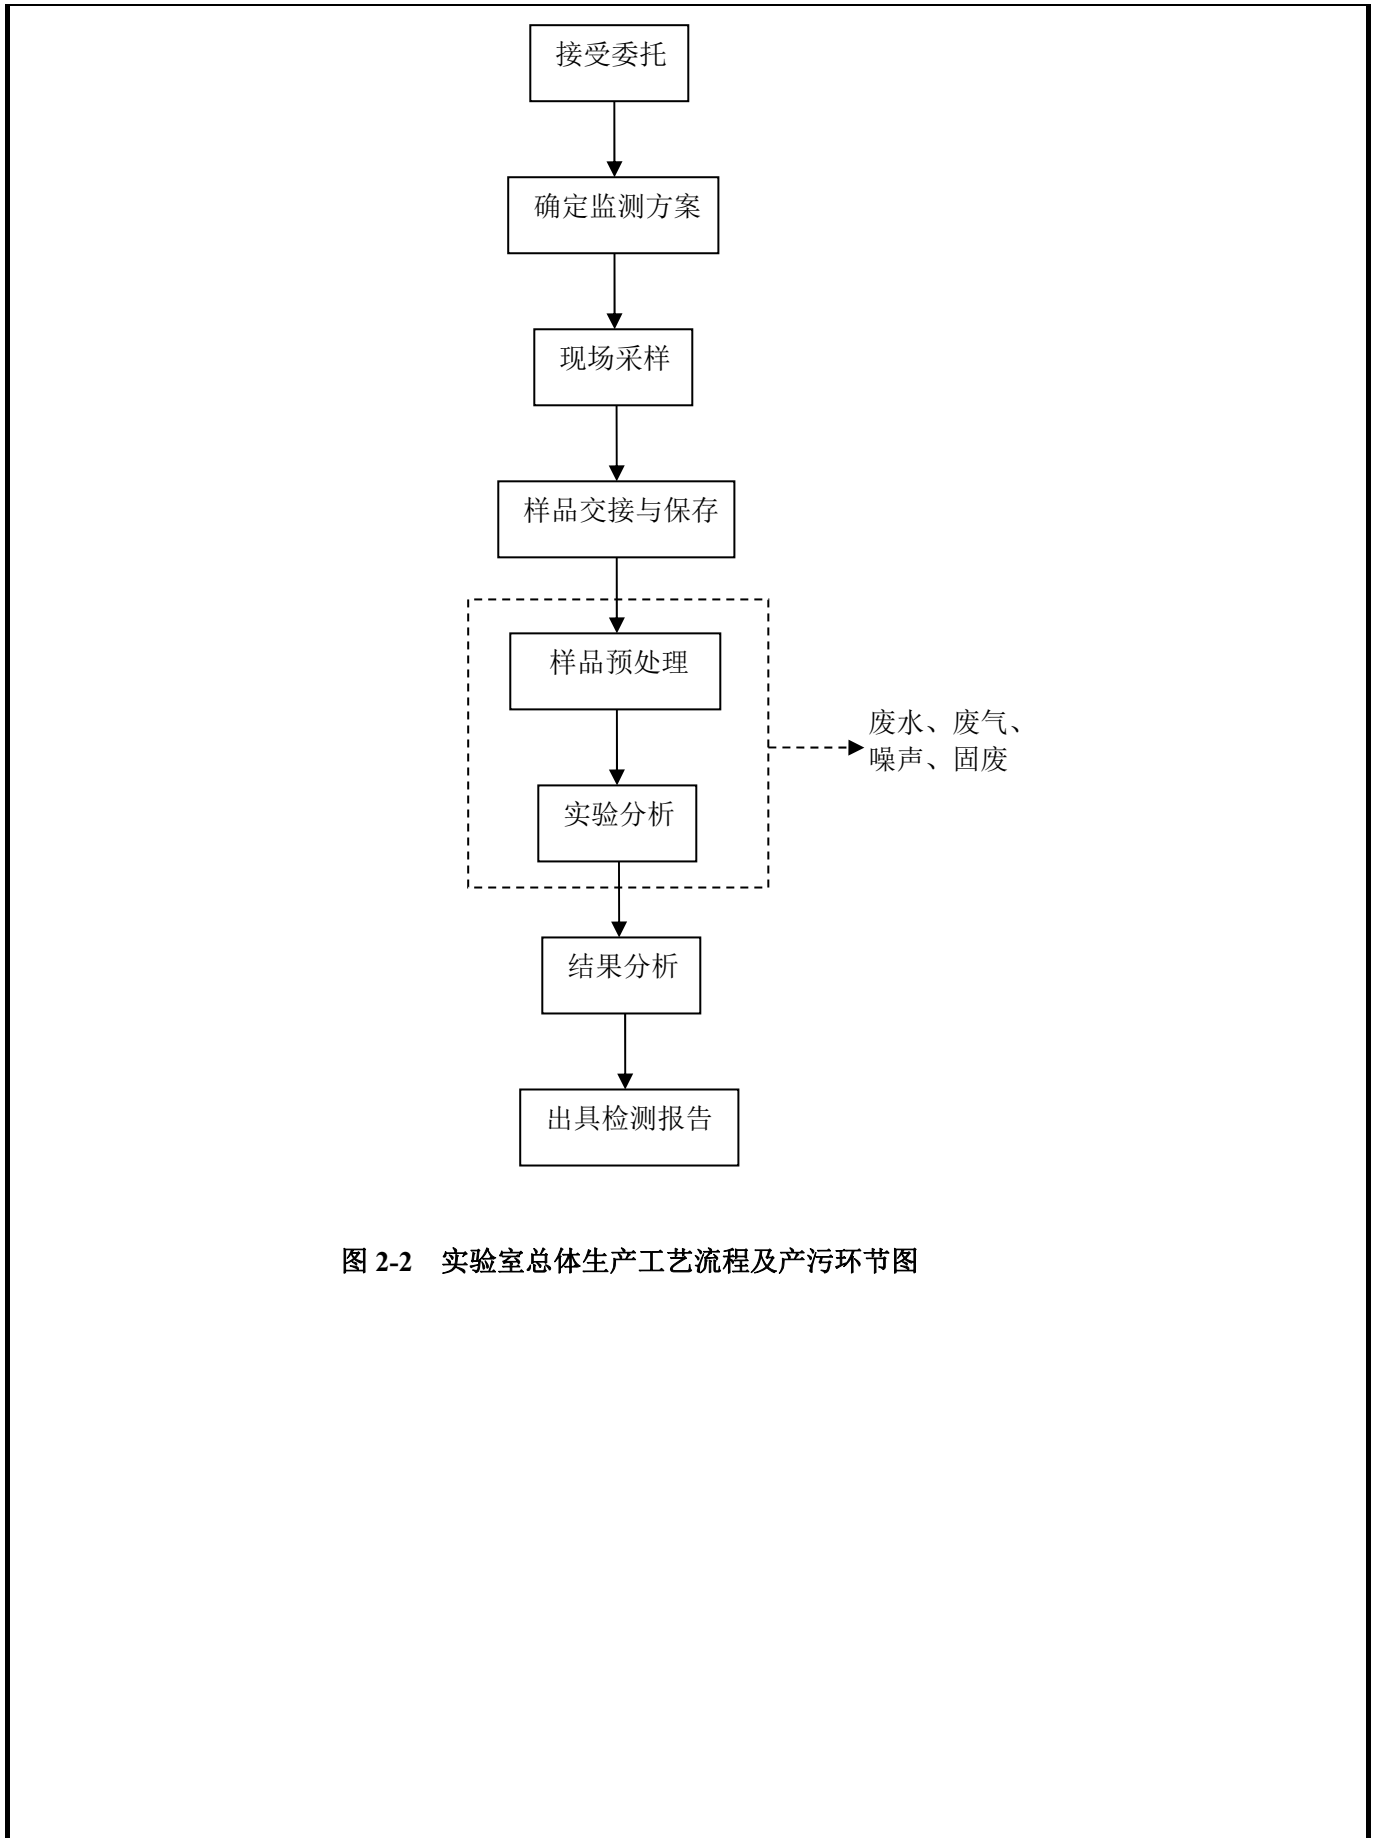 接受委托
确定监测方案
现场采样
样品交接与保存
样品预处理
废水、废气、
噪声、固废
实验分析
结果分析
出具检测报告
图 2-2 实验室总体生产工艺流程及产污环节图